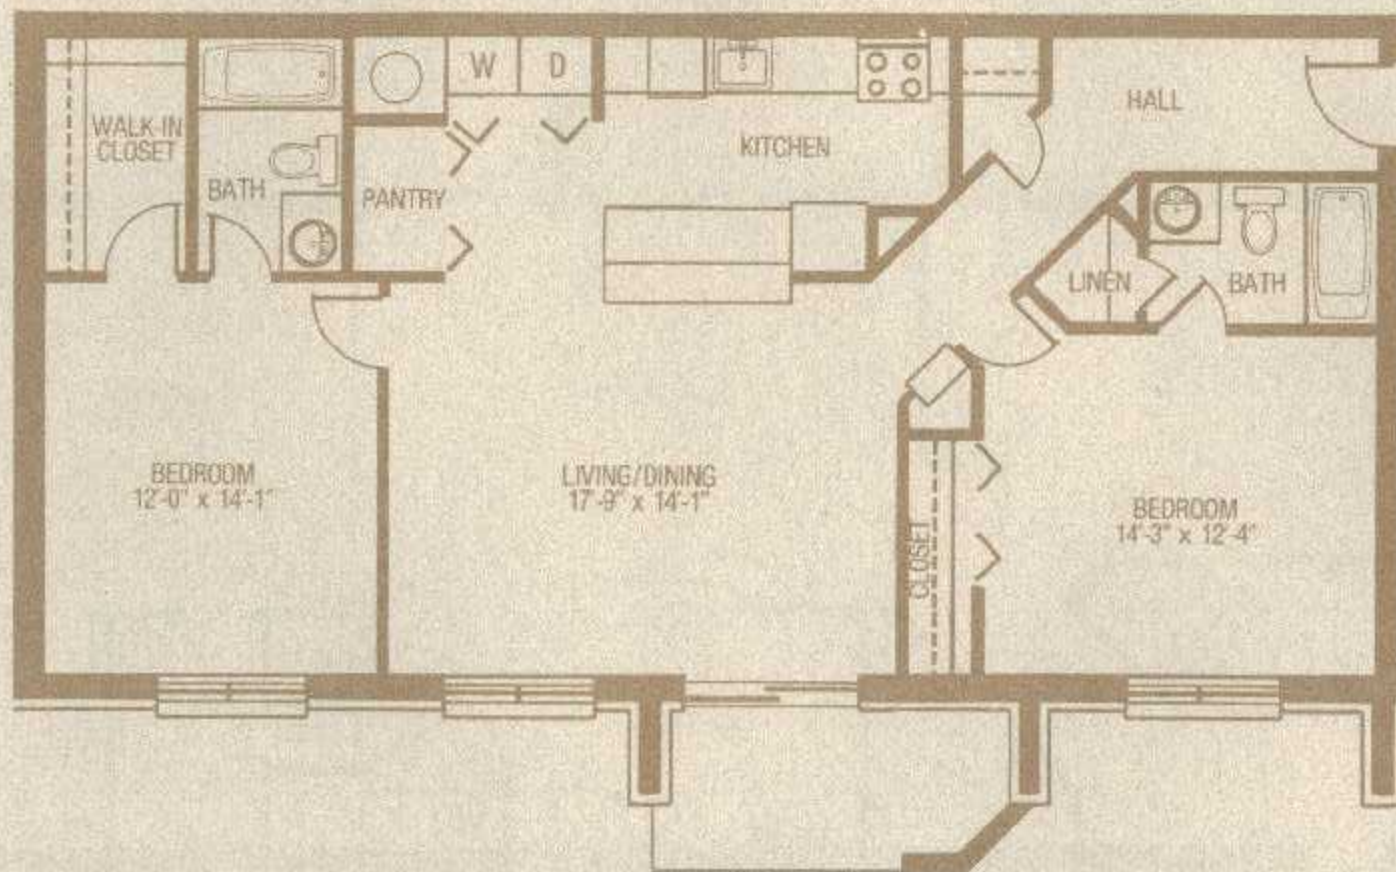 W
D
HALL
WALK-IN
CLOSET
KITCHEN
BATH
PANTRY
LINEN
BATH
BEDROOM
12'-0" x 14'-1"
LIVING/DINING
17'-9" x 14'-1"
BEDROOM
14'-3" x 12'-4"
CLOSET